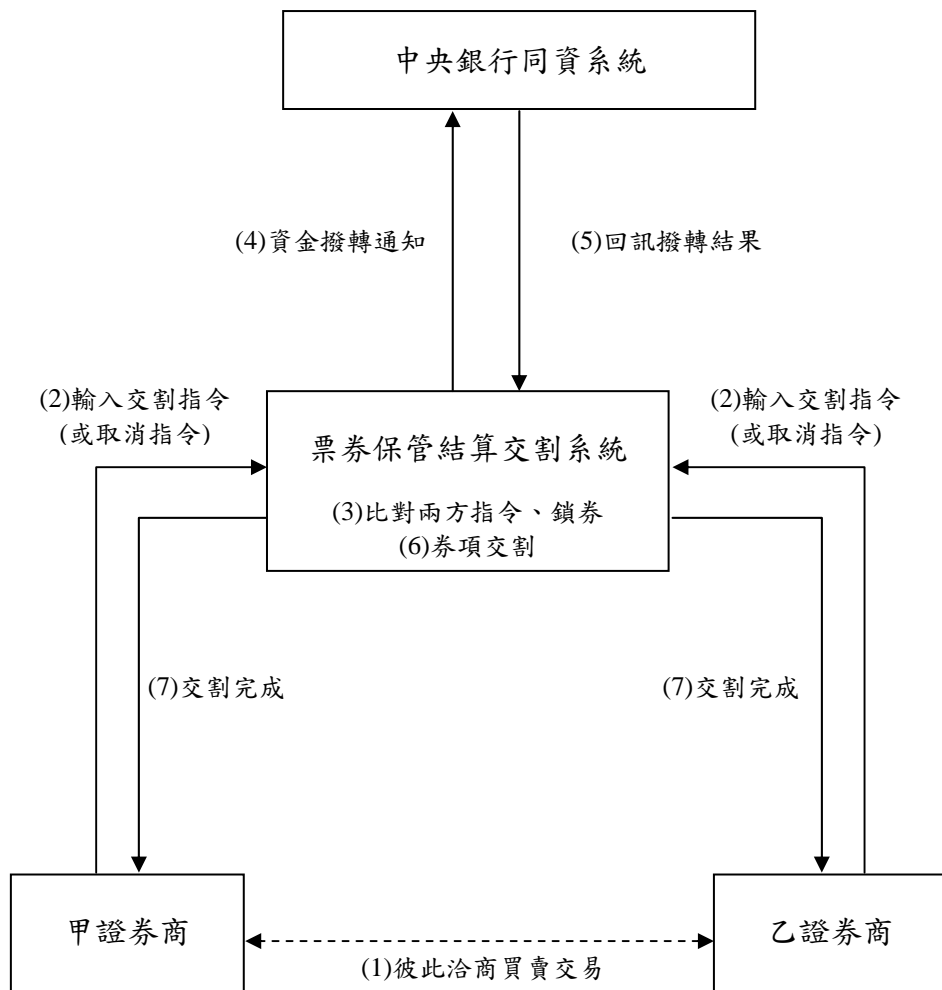 中央銀行同資系統
(4)資金撥轉通知
(5)回訊撥轉結果
(2)輸入交割指令
(或取消指令)
(2)輸入交割指令
(或取消指令)
票券保管結算交割系統
(3)比對兩方指令、鎖券
(6)券項交割
(7)交割完成
(7)交割完成
甲證券商
乙證券商
(1)彼此洽商買賣交易